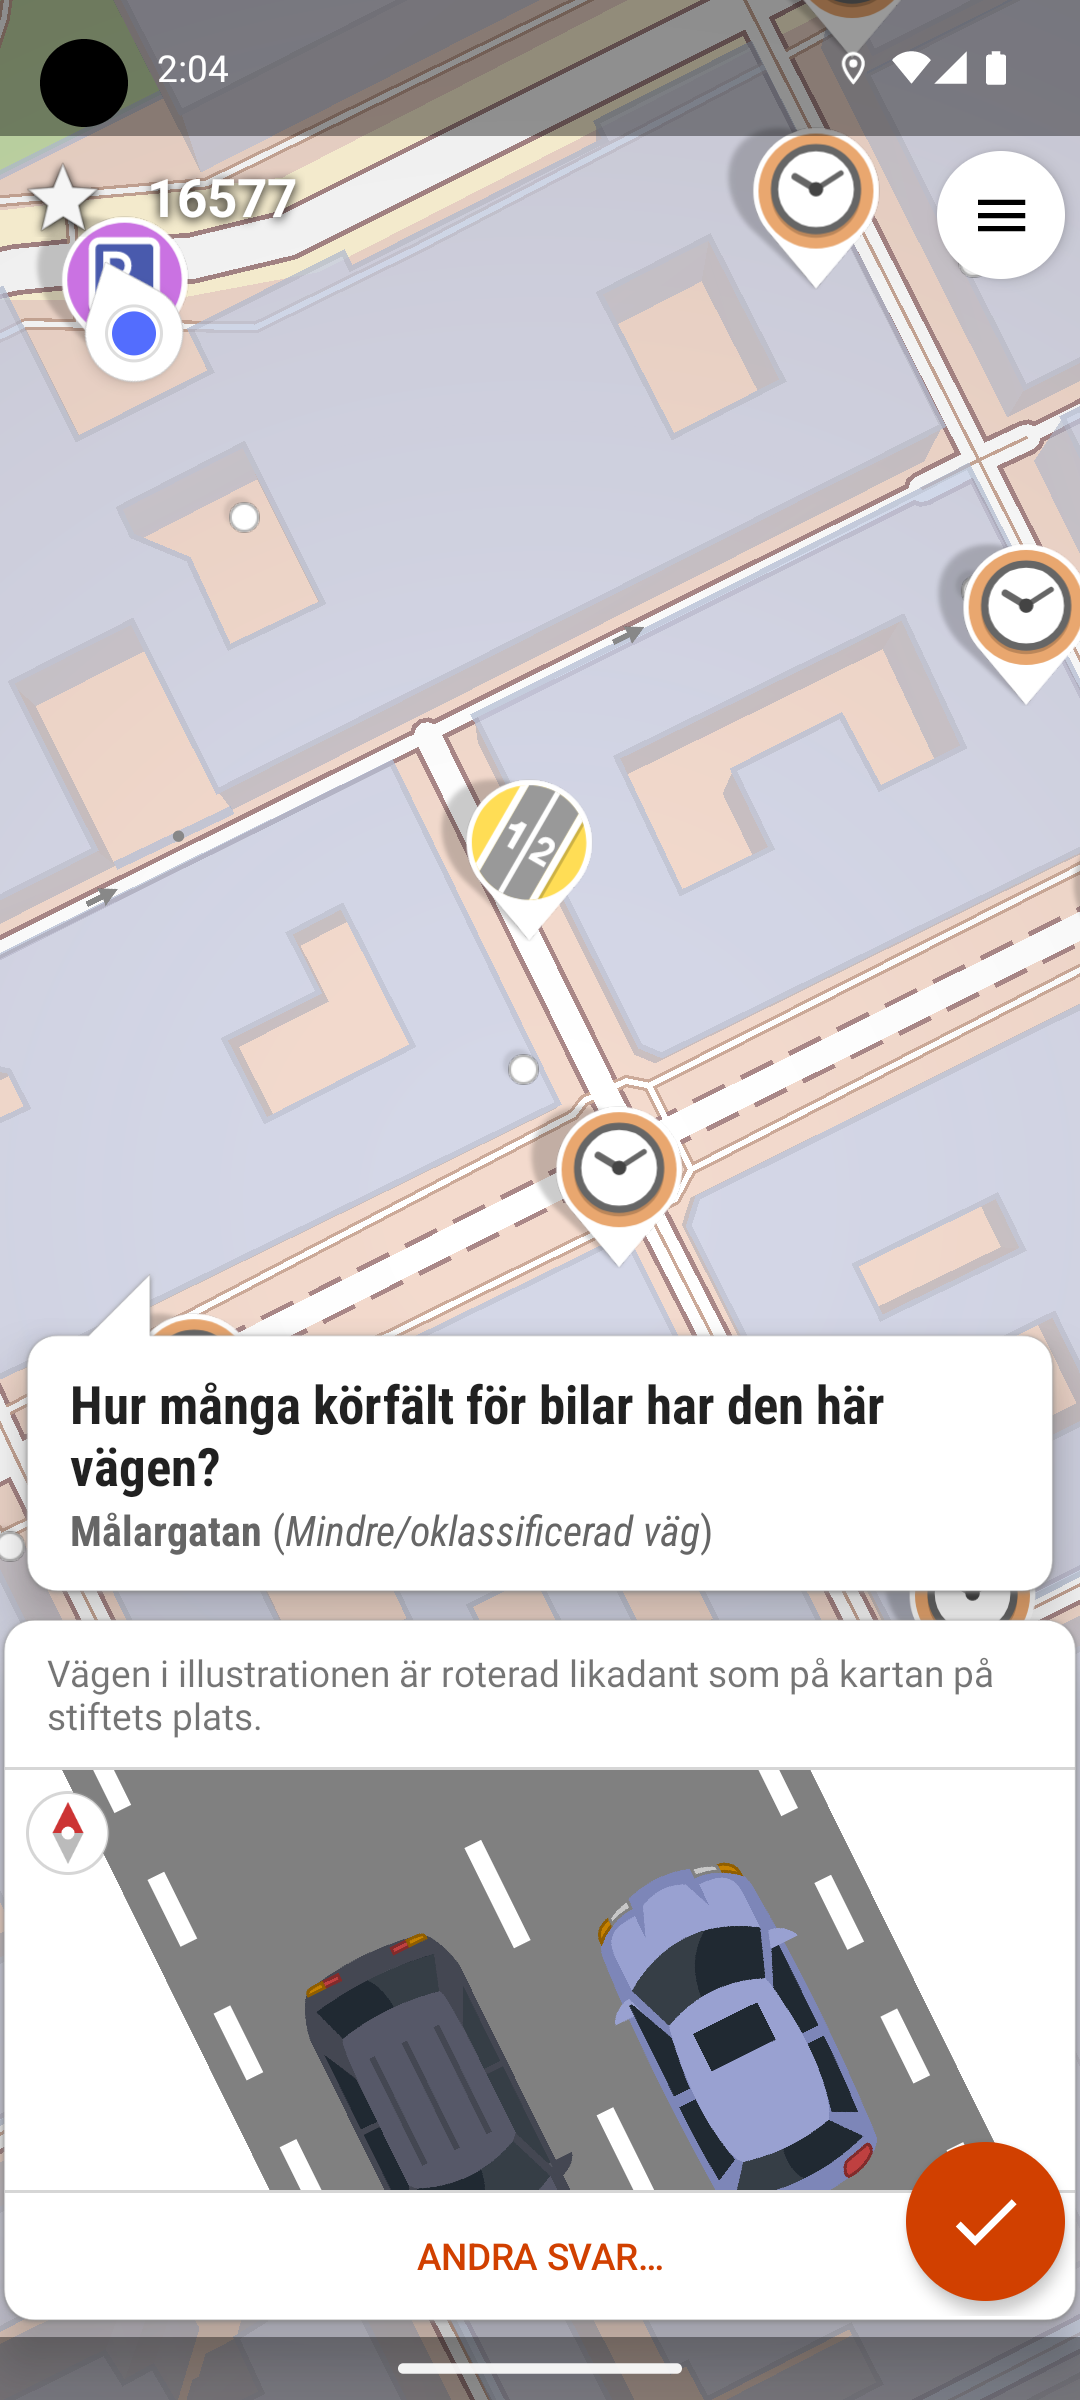 2:04
16577
P
1 2
Hur många körfält för bilar har den här
vägen?
Målargatan (Mindre/oklassificerad väg)
Vägen i illustrationen är roterad likadant som på kartan på
stiftets plats.
ANDRA SVAR…